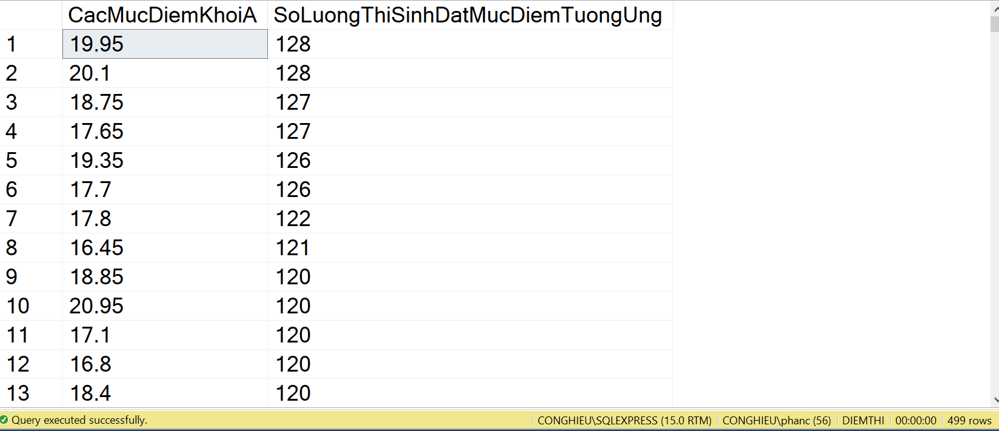 CacMucDiemKhoiA SoLuongThiSinhDatMucDiemTuongUng
1 19.95 128
2 20.1 128
3 18.75 127
4 17.65 127
5 19.35 126
6 17.7 126
7 17.8 122
8 16.45 121
9 18.85 120
10 20.95 120
11 17.1 120
12 16.8 120
13 18.4 120
Query executed successfully. CONGHIEU\SQLEXPRESS (15.0 RTM) CONGHIEU\phanc (56) DIEMTHI 00:00:00 499 rows